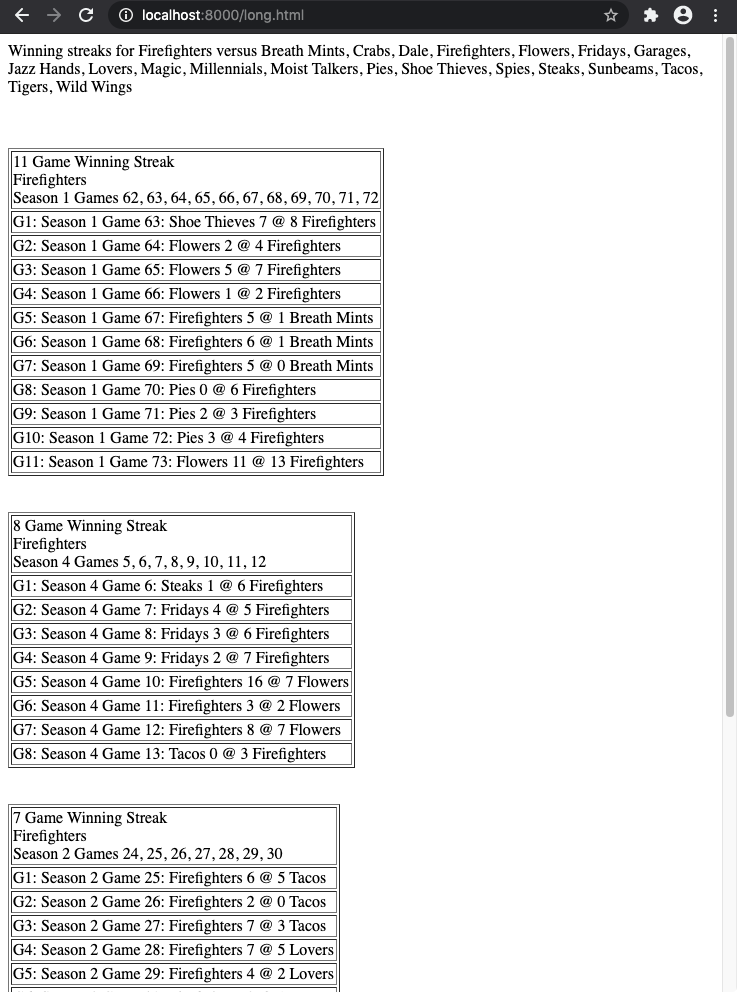 localhost:8000/long.html
Winning streaks for Firefighters versus Breath Mints, Crabs, Dale, Firefighters, Flowers, Fridays, Garages,
Jazz Hands, Lovers, Magic, Millennials, Moist Talkers, Pies, Shoe Thieves, Spies, Steaks, Sunbeams, Tacos,
Tigers, Wild Wings
11 Game Winning Streak
Firefighters
Season 1 Games 62, 63, 64, 65, 66, 67, 68, 69, 70, 71, 72
G1: Season 1 Game 63: Shoe Thieves 7 @ 8 Firefighters
G2: Season 1 Game 64: Flowers 2 @ 4 Firefighters
G3: Season 1 Game 65: Flowers 5 @ 7 Firefighters
G4: Season 1 Game 66: Flowers 1 @ 2 Firefighters
G5: Season 1 Game 67: Firefighters 5 @ 1 Breath Mints
G6: Season 1 Game 68: Firefighters 6 @ 1 Breath Mints
G7: Season 1 Game 69: Firefighters 5 @ 0 Breath Mints
G8: Season 1 Game 70: Pies 0 @ 6 Firefighters
G9: Season 1 Game 71: Pies 2 @ 3 Firefighters
G10: Season 1 Game 72: Pies 3 @ 4 Firefighters
G11: Season 1 Game 73: Flowers 11 @ 13 Firefighters
8 Game Winning Streak
Firefighters
Season 4 Games 5, 6, 7, 8, 9, 10, 11, 12
G1: Season 4 Game 6: Steaks 1 @ 6 Firefighters
G2: Season 4 Game 7: Fridays 4 @ 5 Firefighters
G3: Season 4 Game 8: Fridays 3 @ 6 Firefighters
G4: Season 4 Game 9: Fridays 2 @ 7 Firefighters
G5: Season 4 Game 10: Firefighters 16 @ 7 Flowers
G6: Season 4 Game 11: Firefighters 3 @ 2 Flowers
G7: Season 4 Game 12: Firefighters 8 @ 7 Flowers
G8: Season 4 Game 13: Tacos 0 @ 3 Firefighters
7 Game Winning Streak
Firefighters
Season 2 Games 24, 25, 26, 27, 28, 29, 30
G1: Season 2 Game 25: Firefighters 6 @ 5 Tacos
G2: Season 2 Game 26: Firefighters 2 @ 0 Tacos
G3: Season 2 Game 27: Firefighters 7 @ 3 Tacos
G4: Season 2 Game 28: Firefighters 7 @ 5 Lovers
G5: Season 2 Game 29: Firefighters 4 @ 2 Lovers